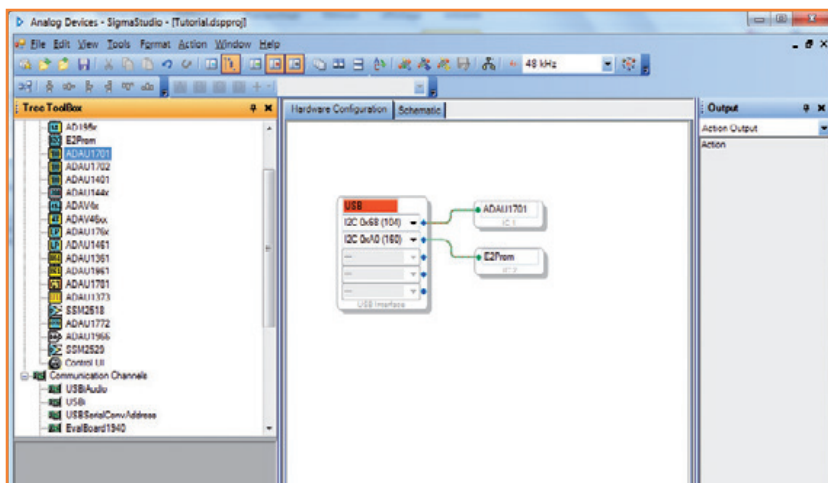 Analog Devices - SigmaStudio - [Tutorial.dspproj]
File Edit View Tools Format Action Window Help
48 kHz
Tree ToolBox
AD195x
E2Prom
ADAU1701
ADAU1702
ADAU1401
ADAU144x
ADAV4x
ADAV46xx
ADAU176x
ADAU1461
ADAU1361
ADAU1961
ADAU1781
ADAU1373
SSM2518
ADAU1772
ADAU1966
SSM2529
Control UI
Communication Channels
USBiAudio
USBi
USBSerialConvAddress
EvalBoard1940
Hardware Configuration Schematic
USB
I2C 0x68 (104)
I2C 0xA0 (160)
---
---
---
USB Interface
ADAU1701
IC 1
E2Prom
IC 2
Output
Action Output
Action